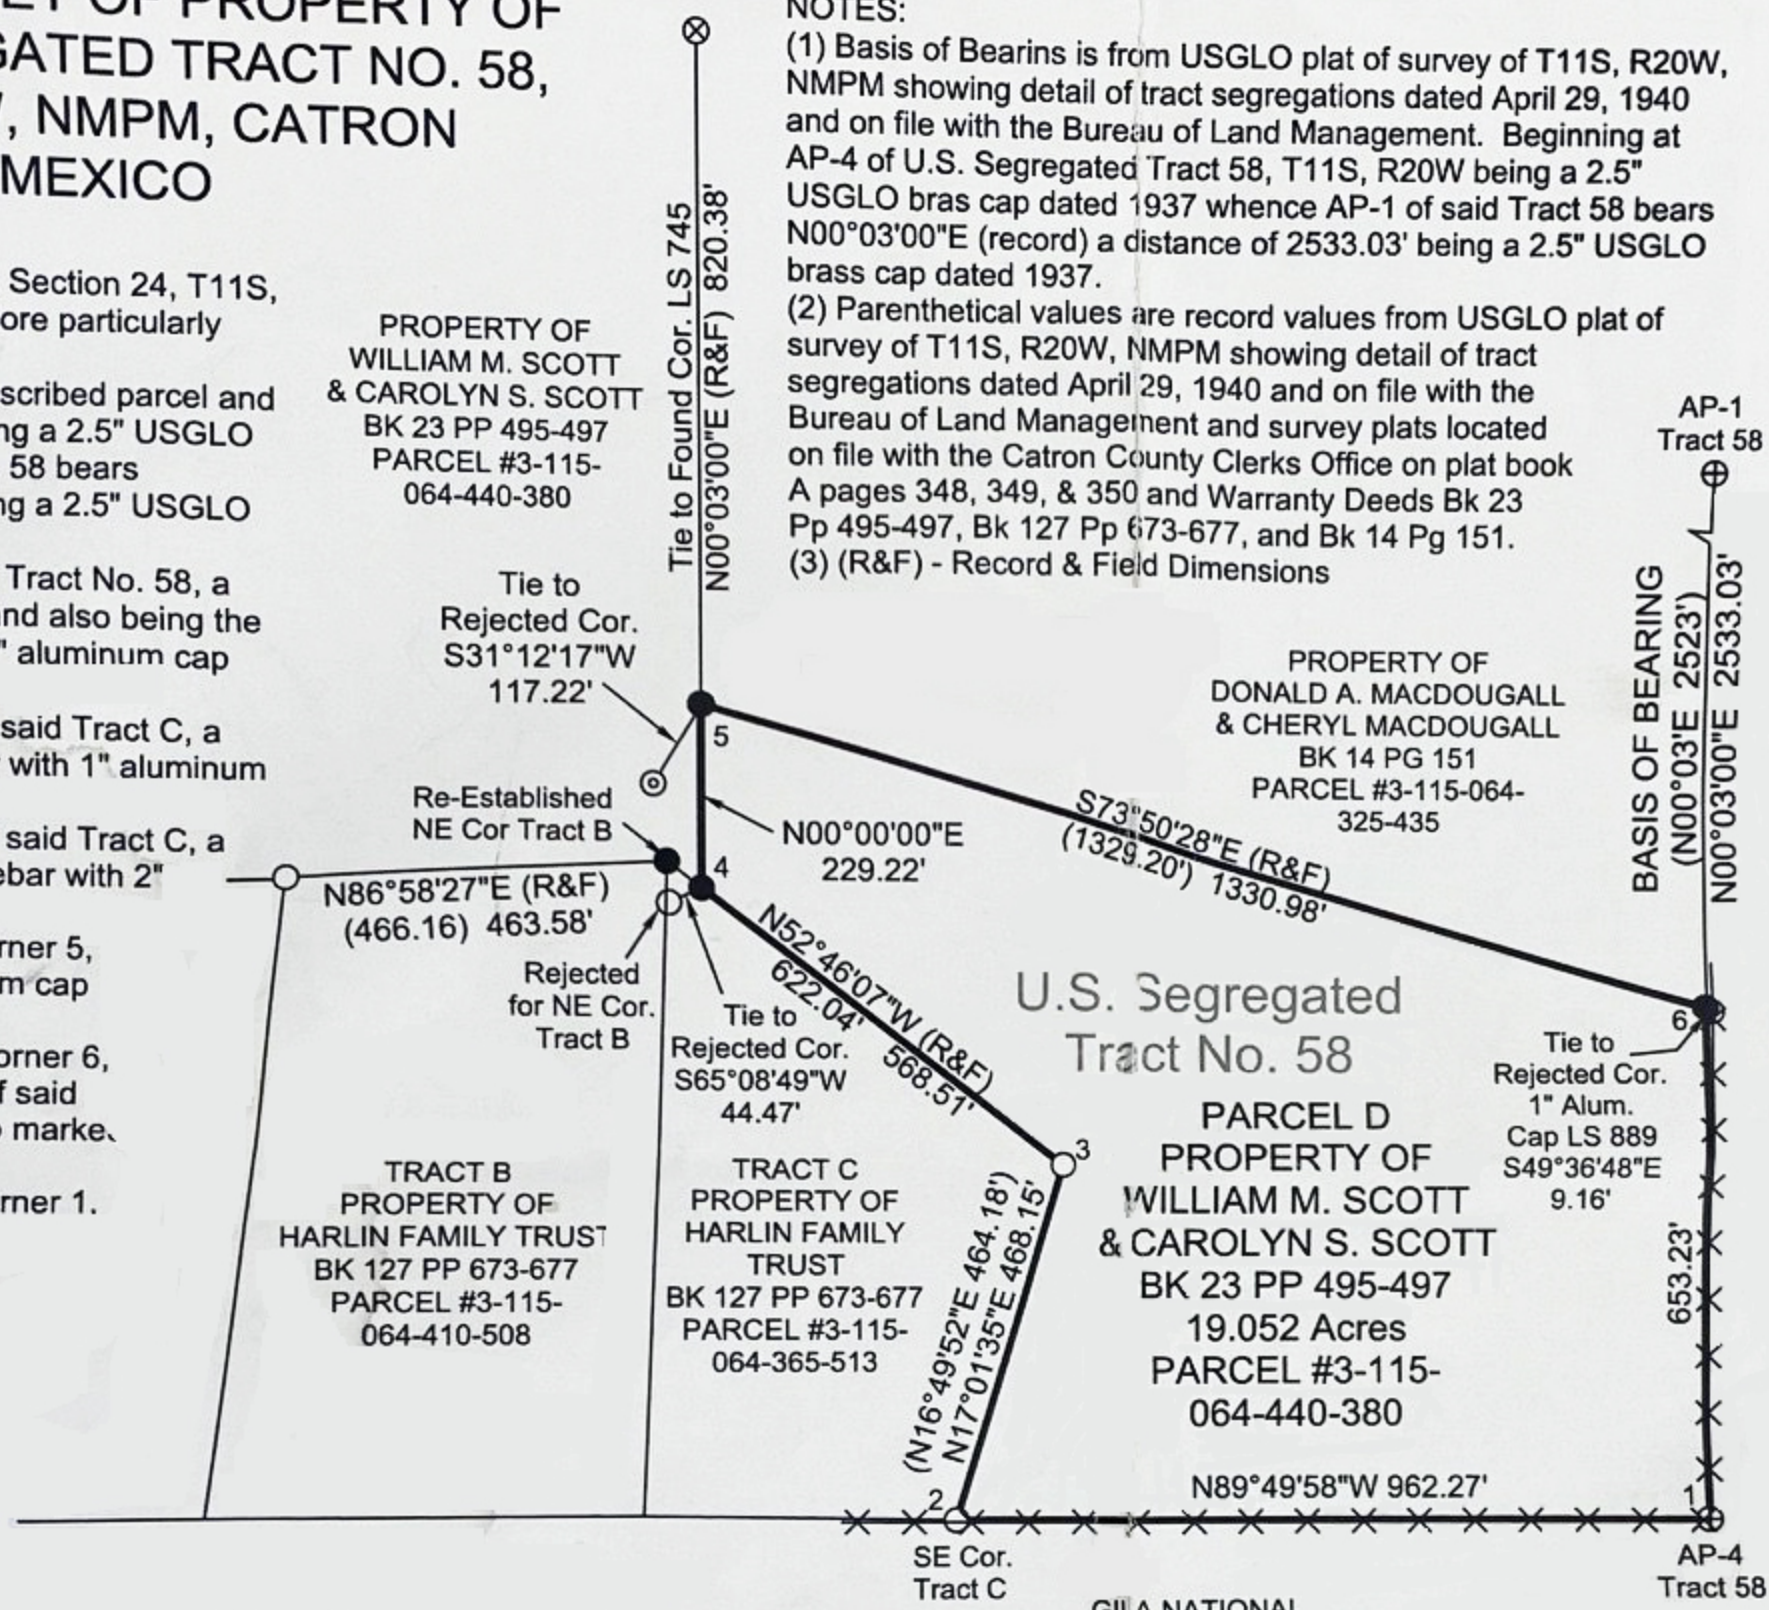 PROPERTY OF
GATED TRACT NO. 58,
, NMPM, CATRON
MEXICO
Section 24, T11S,
ore particularly
scribed parcel and
ng a 2.5" USGLO
58 bears
ng a 2.5" USGLO
Tract No. 58, a
nd also being the
" aluminum cap
said Tract C, a
with 1" aluminum
said Tract C, a
ebar with 2"
rner 5,
m cap
orner 6,
f said
marke
rner 1.
NOTES:
(1) Basis of Bearins is from USGLO plat of survey of T11S, R20W,
NMPM showing detail of tract segregations dated April 29, 1940
and on file with the Bureau of Land Management. Beginning at
AP-4 of U.S. Segregated Tract 58, T11S, R20W being a 2.5"
USGLO bras cap dated 1937 whence AP-1 of said Tract 58 bears
N00°03'00"E (record) a distance of 2533.03' being a 2.5" USGLO
brass cap dated 1937.
(2) Parenthetical values are record values from USGLO plat of
survey of T11S, R20W, NMPM showing detail of tract
segregations dated April 29, 1940 and on file with the
Bureau of Land Management and survey plats located
on file with the Catron County Clerks Office on plat book
A pages 348, 349, & 350 and Warranty Deeds Bk 23
Pp 495-497, Bk 127 Pp 673-677, and Bk 14 Pg 151.
(3) (R&F) - Record & Field Dimensions
PROPERTY OF
WILLIAM M. SCOTT
& CAROLYN S. SCOTT
BK 23 PP 495-497
PARCEL #3-115-
064-440-380
Tie to Found Cor. LS 745
N00°03'00"E (R&F) 820.38'
AP-1
Tract 58
BASIS OF BEARING
(N00°03'E 2523')
N00°03'00"E 2533.03'
Tie to
Rejected Cor.
S31°12'17"W
117.22'
5
PROPERTY OF
DONALD A. MACDOUGALL
& CHERYL MACDOUGALL
BK 14 PG 151
PARCEL #3-115-064-
325-435
S73°50'28"E (R&F)
(1329.20') 1330.98'
Re-Established
NE Cor Tract B
N00°00'00"E
229.22'
4
N86°58'27"E (R&F)
(466.16) 463.58'
Rejected
for NE Cor.
Tract B
Tie to
Rejected Cor.
S65°08'49"W
44.47'
N52°46'07"W (R&F)
622.04' 568.51'
3
U.S. Segregated
Tract No. 58
6
Tie to
Rejected Cor.
1" Alum.
Cap LS 889
S49°36'48"E
9.16'
TRACT B
PROPERTY OF
HARLIN FAMILY TRUST
BK 127 PP 673-677
PARCEL #3-115-
064-410-508
TRACT C
PROPERTY OF
HARLIN FAMILY
TRUST
BK 127 PP 673-677
PARCEL #3-115-
064-365-513
(N16°49'52"E 464.18')
N17°01'35"E 468.15'
PARCEL D
PROPERTY OF
WILLIAM M. SCOTT
& CAROLYN S. SCOTT
BK 23 PP 495-497
19.052 Acres
PARCEL #3-115-
064-440-380
653.23'
N89°49'58"W 962.27'
2
1
SE Cor.
Tract C
AP-4
Tract 58
GILA NATIONAL